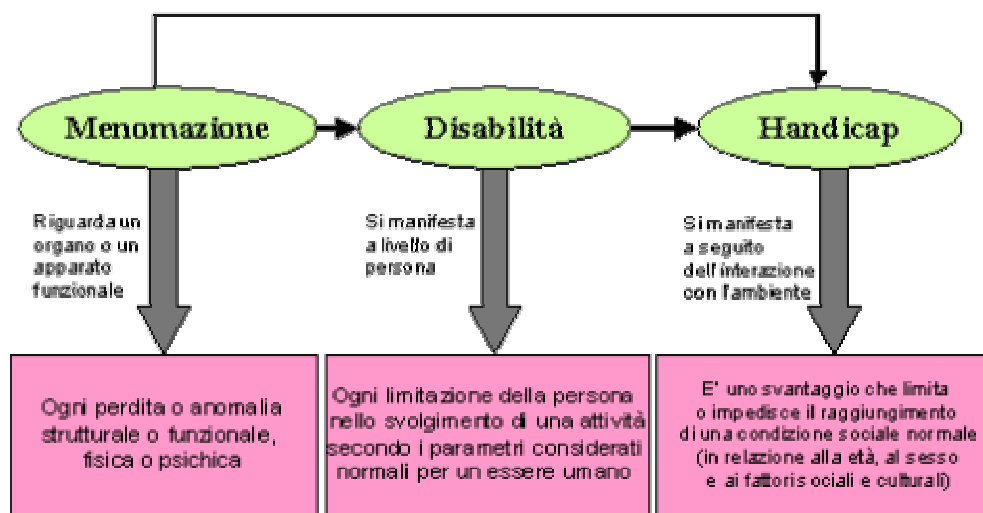 Menomazione
Disabilità
Handicap
Riguarda un
organo o un
apparato
funzionale
Si manifesta
a livello di
persona
Si manifesta
a seguito
dell'interazione
con l'ambiente
Ogni perdita o anomalia
strutturale o funzionale,
fisica o psichica
Ogni limitazione della persona
nello svolgimento di una attività
secondo i parametri considerati
normali per un essere umano
E' uno svantaggio che limita
o impedisce il raggiungimento
di una condizione sociale normale
(in relazione alla età, al sesso
e ai fattori sociali e culturali)